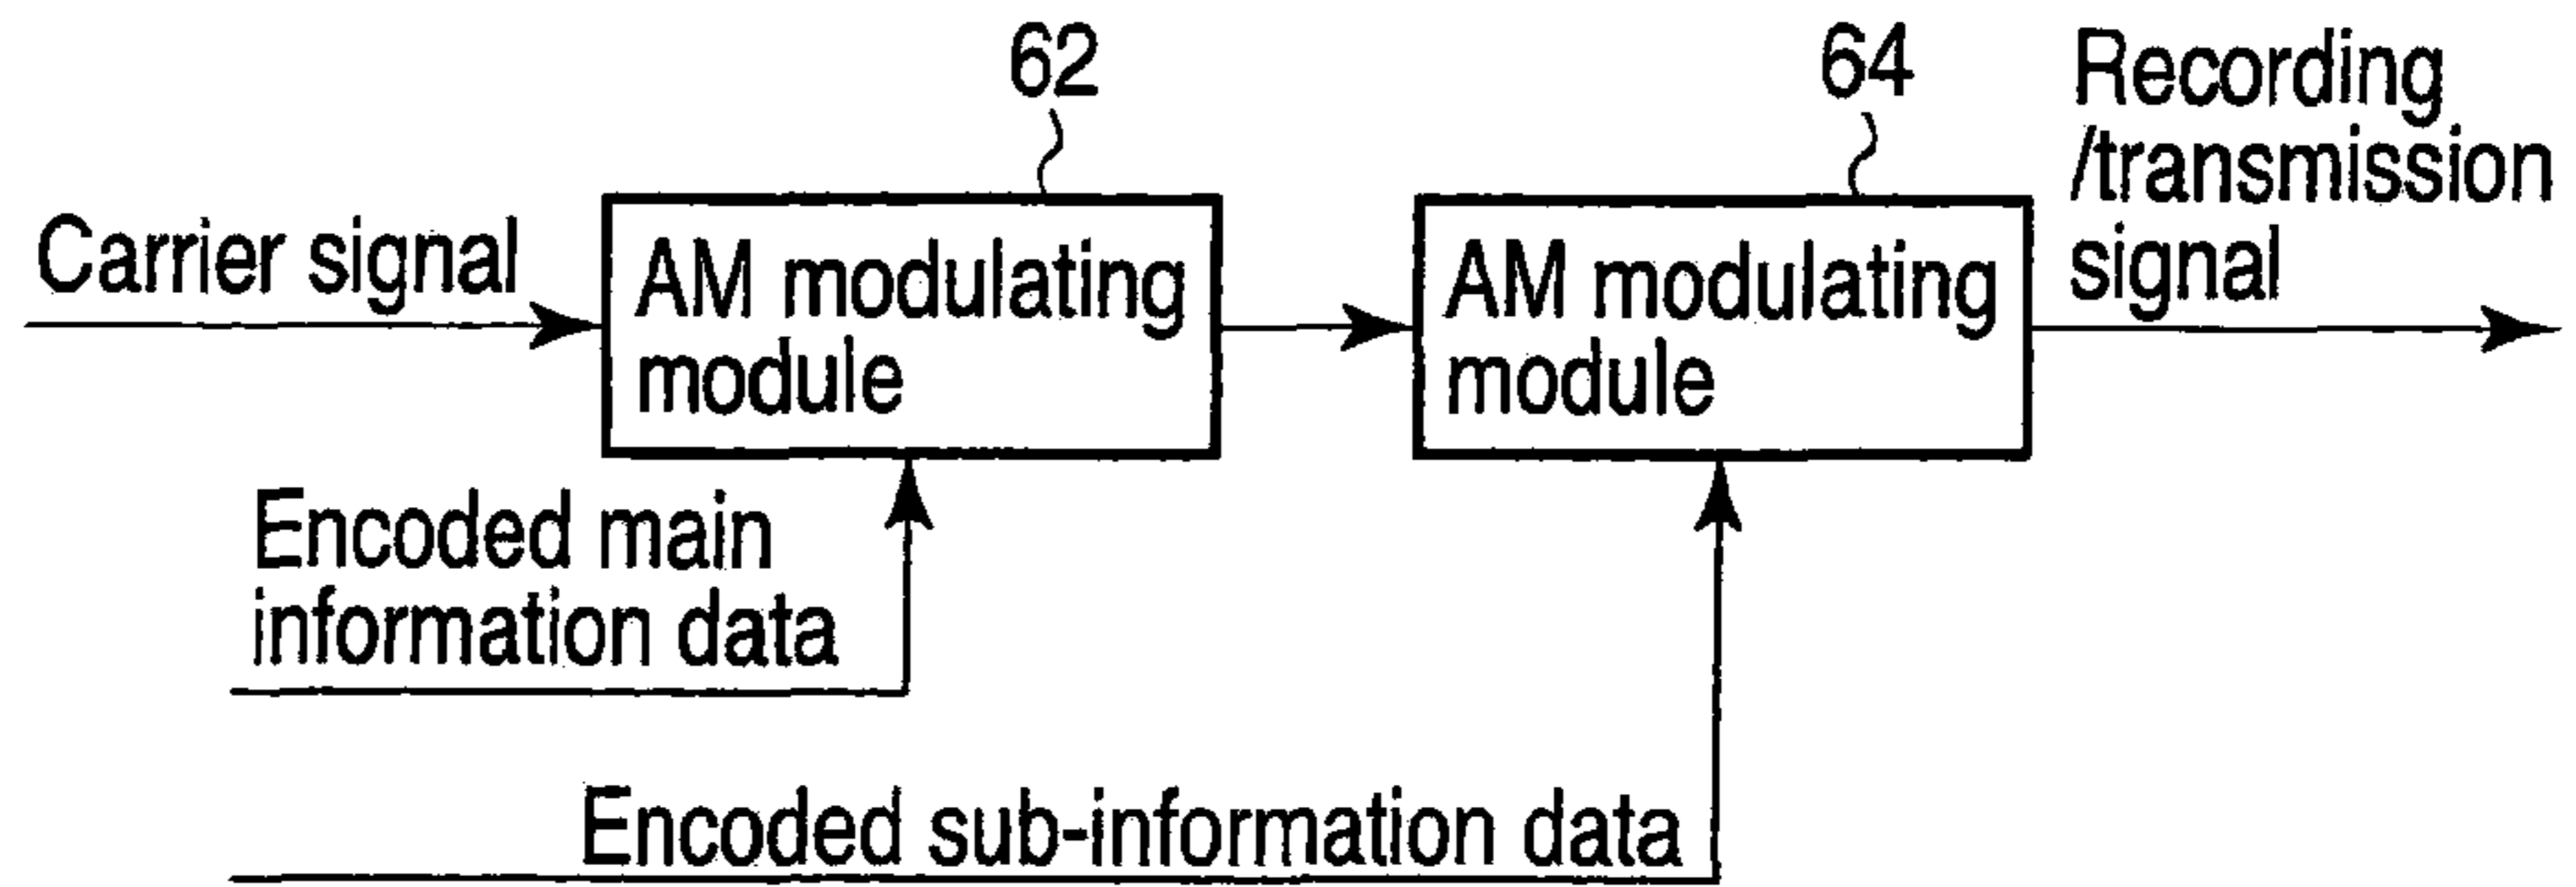 62
64
Recording
/transmission
signal
Carrier signal
AM modulating
module
AM modulating
module
Encoded main
information data
Encoded sub-information data